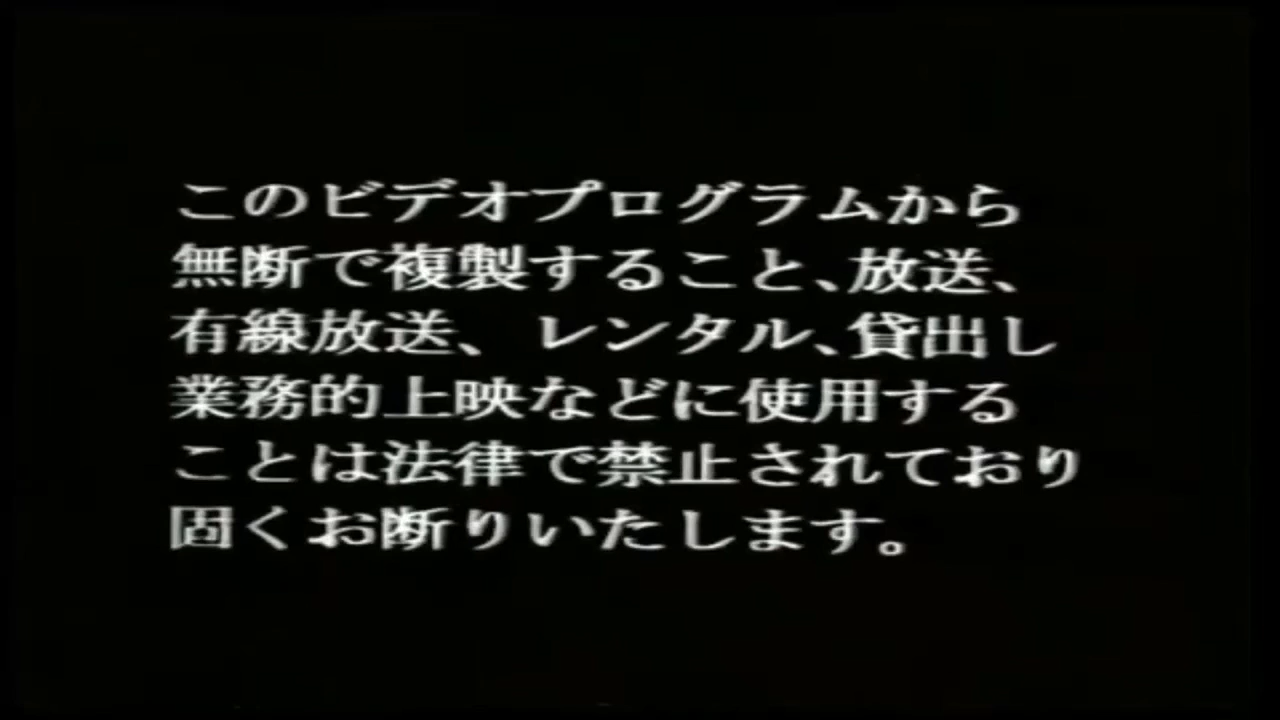 このビデオプログラムから
無断で複製すること、放送、
有線放送、レンタル、貸出し
業務的上映などに使用する
ことは法律で禁止されており
固くお断りいたします。